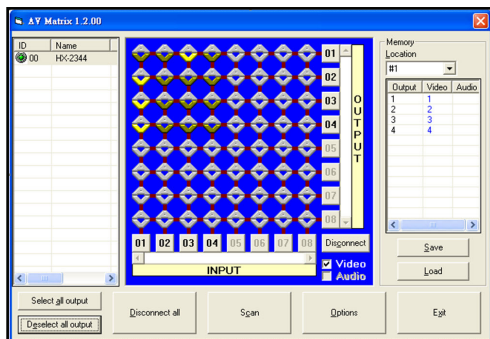 AV Matrix 1.2.00
ID Name
00 HX-2344
01
02
03
04
05
06
07
08
OUTPUT
01 02 03 04 05 06 07 08
Disconnect
INPUT
Video
Audio
Memory
Location
#1
Output Video Audio
1 1
2 2
3 3
4 4
Save
Load
Select all output
Deselect all output
Disconnect all
Scan
Options
Exit